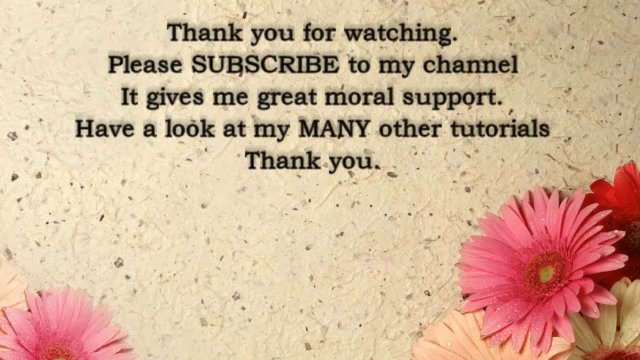 Thank you for watching.
Please SUBSCRIBE to my channel
It gives me great moral support.
Have a look at my MANY other tutorials
Thank you.